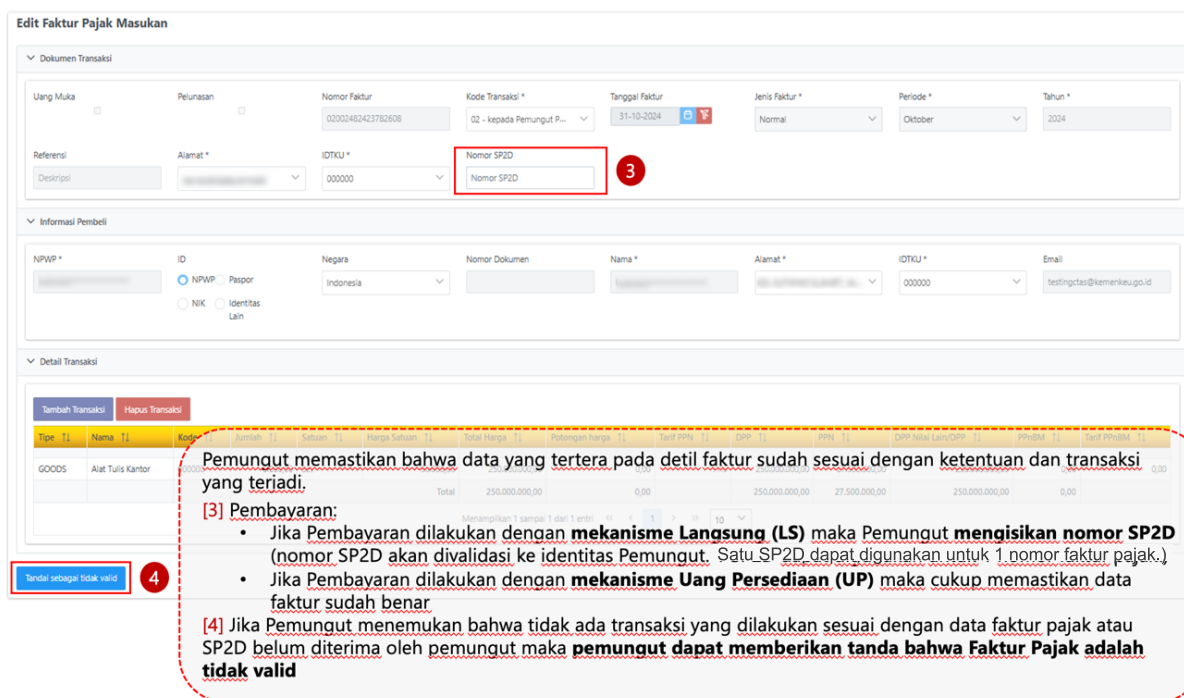 Edit Faktur Pajak Masukan
Dokumen Transaksi
Uang Muka Pelunasan Nomor Faktur Kode Transaksi * Tanggal Faktur Jenis Faktur * Periode * Tahun *
02002482423782608 02 - kepada Pemungut P... 31-10-2024 Normal Oktober 2024
Referensi Alamat * IDTKU * Nomor SP2D
Deskripsi 000000 Nomor SP2D 3
Informasi Pembeli
NPWP * ID Negara Nomor Dokumen Nama * Alamat * IDTKU * Email
NPWP Paspor Indonesia 000000 testingctas@kemenkeu.go.id
NIK Identitas
Lain
Detail Transaksi
Tambah Transaksi Hapus Transaksi
Tipe Nama Kode Jumlah Satuan Harga Satuan Total Harga Potongan harga Tarif PPN DPP PPN DPP Nilai Lain/DPP PPnBM Tarif PPnBM
GOODS Alat Tulis Kantor 0,00
Total 250.000.000,00 0,00 250.000.000,00 27.500.000,00 250.000.000,00 0,00
Menampilkan 1 sampai 1 dari 1 entri 1 10
Pemungut memastikan bahwa data yang tertera pada detil faktur sudah sesuai dengan ketentuan dan transaksi
yang terjadi.
[3] Pembayaran:
• Jika Pembayaran dilakukan dengan mekanisme Langsung (LS) maka Pemungut mengisikan nomor SP2D
(nomor SP2D akan divalidasi ke identitas Pemungut. Satu SP2D dapat digunakan untuk 1 nomor faktur pajak.)
• Jika Pembayaran dilakukan dengan mekanisme Uang Persediaan (UP) maka cukup memastikan data
faktur sudah benar
Tandai sebagai tidak valid 4
[4] Jika Pemungut menemukan bahwa tidak ada transaksi yang dilakukan sesuai dengan data faktur pajak atau
SP2D belum diterima oleh pemungut maka pemungut dapat memberikan tanda bahwa Faktur Pajak adalah
tidak valid